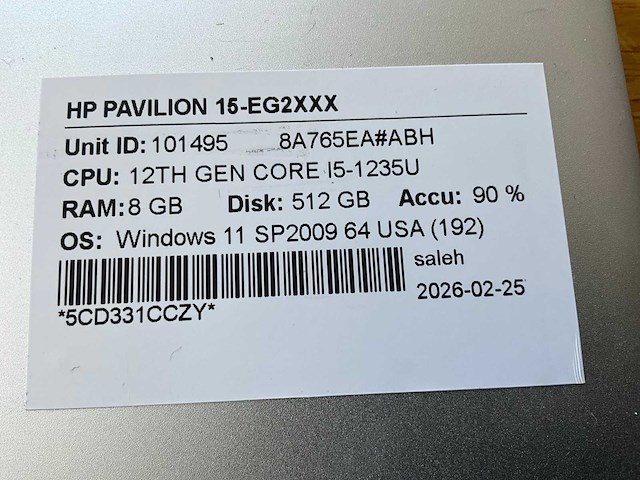 HP PAVILION 15-EG2XXX
Unit ID: 101495 8A765EA#ABH
CPU: 12TH GEN CORE I5-1235U
RAM: 8 GB Disk: 512 GB Accu: 90 %
OS: Windows 11 SP2009 64 USA (192)
saleh
*5CD331CCZY* 2026-02-25